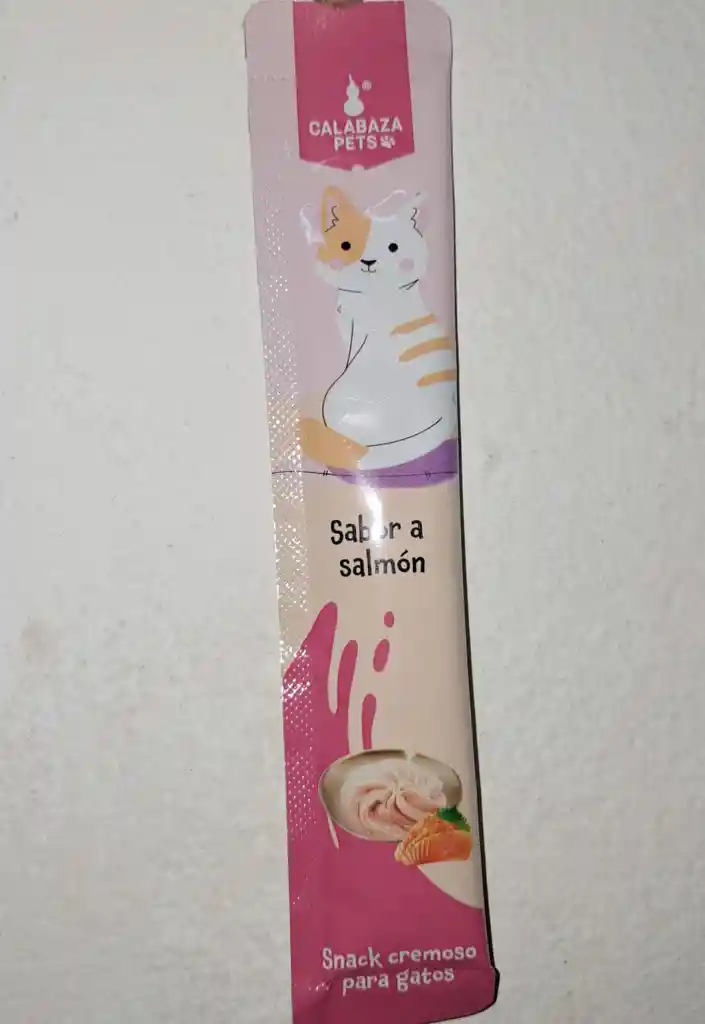 ®
CALABAZA
PETS
Sabor a
salmón
Snack cremoso
para gatos